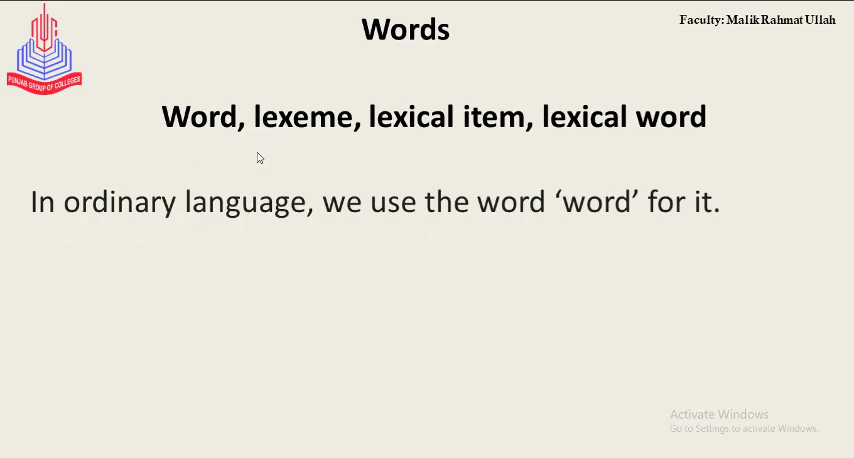 Words
Faculty: Malik Rahmat Ullah
PUNJAB GROUP OF COLLEGES
Word, lexeme, lexical item, lexical word
In ordinary language, we use the word ‘word’ for it.
Activate Windows
Go to Settings to activate Windows.